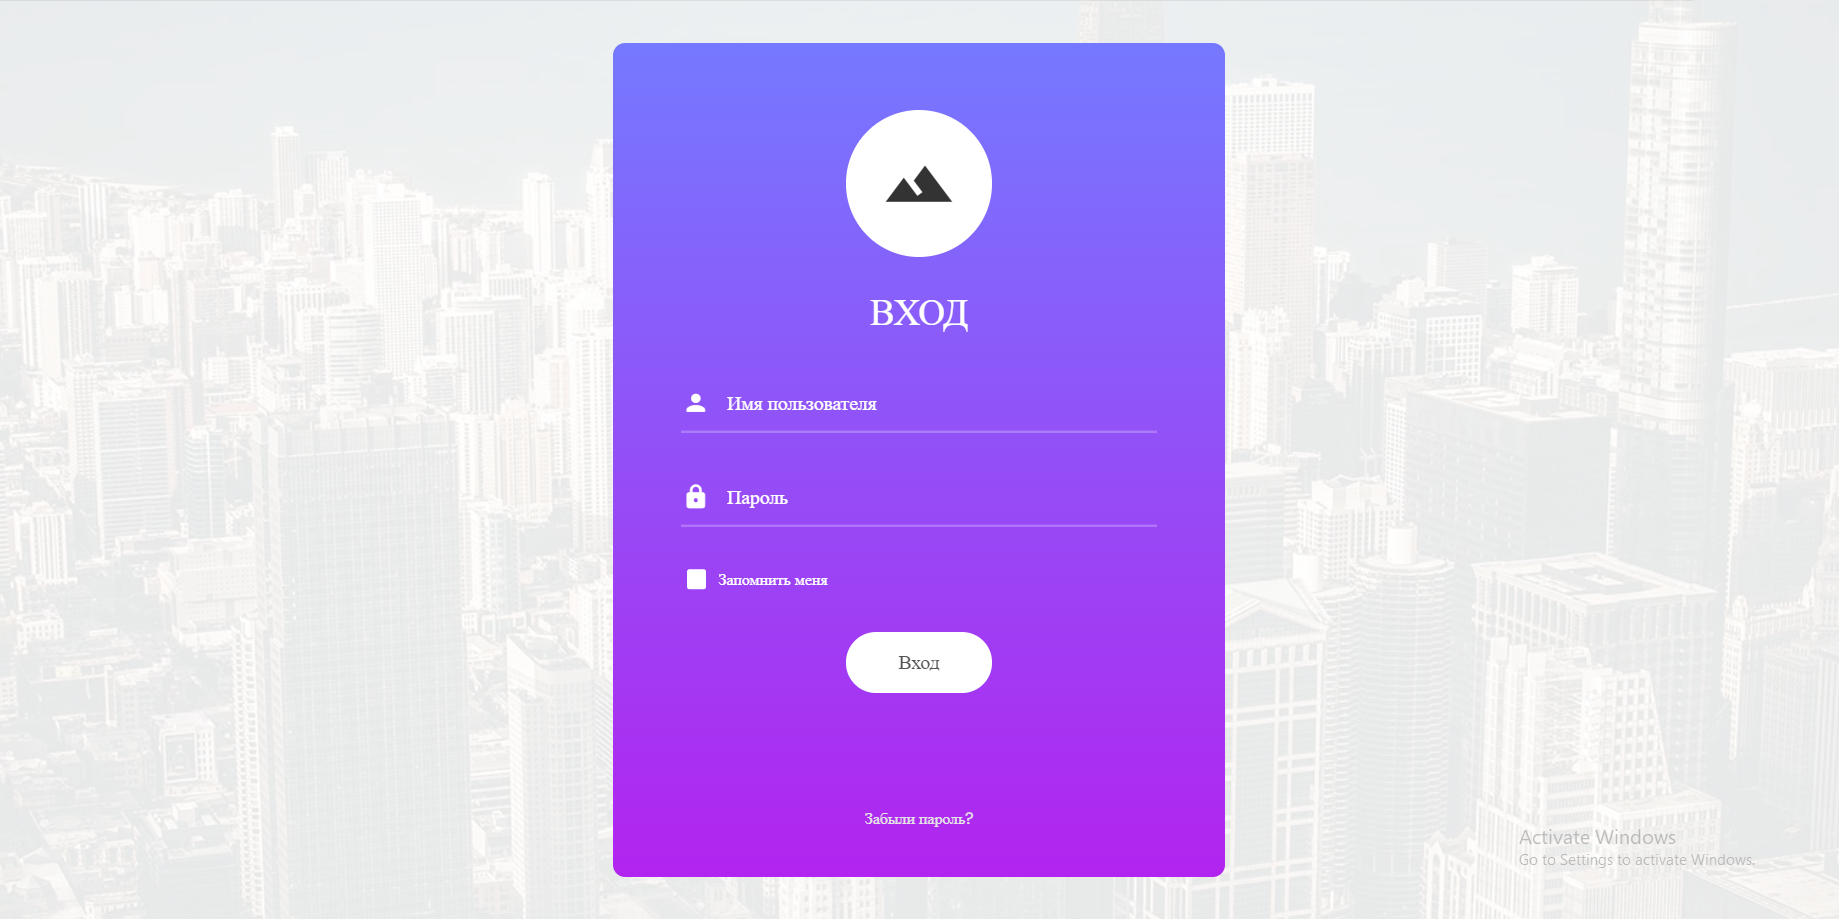 ВХОД
Имя пользователя
Пароль
Запомнить меня
Вход
Забыли пароль?
Activate Windows
Go to Settings to activate Windows.